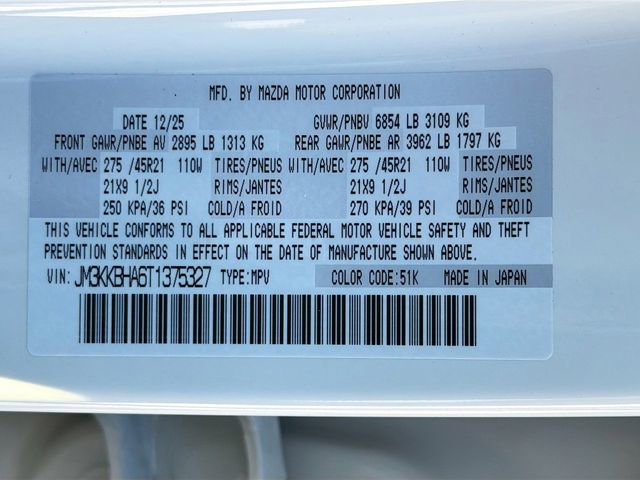 MFD. BY MAZDA MOTOR CORPORATION
DATE 12/25 GVWR/PNBV 6854 LB 3109 KG
FRONT GAWR/PNBE AV 2895 LB 1313 KG REAR GAWR/PNBE AR 3962 LB 1797 KG
WITH/AVEC 275 /45R21 110W TIRES/PNEUS WITH/AVEC 275 /45R21 110W TIRES/PNEUS
21X9 1/2J RIMS/JANTES 21X9 1/2J RIMS/JANTES
250 KPA/36 PSI COLD/A FROID 270 KPA/39 PSI COLD/A FROID
THIS VEHICLE CONFORMS TO ALL APPLICABLE FEDERAL MOTOR VEHICLE SAFETY AND THEFT
PREVENTION STANDARDS IN EFFECT ON THE DATE OF MANUFACTURE SHOWN ABOVE.
VIN: JM3KKBHA6T1375327 TYPE:MPV COLOR CODE:51K MADE IN JAPAN